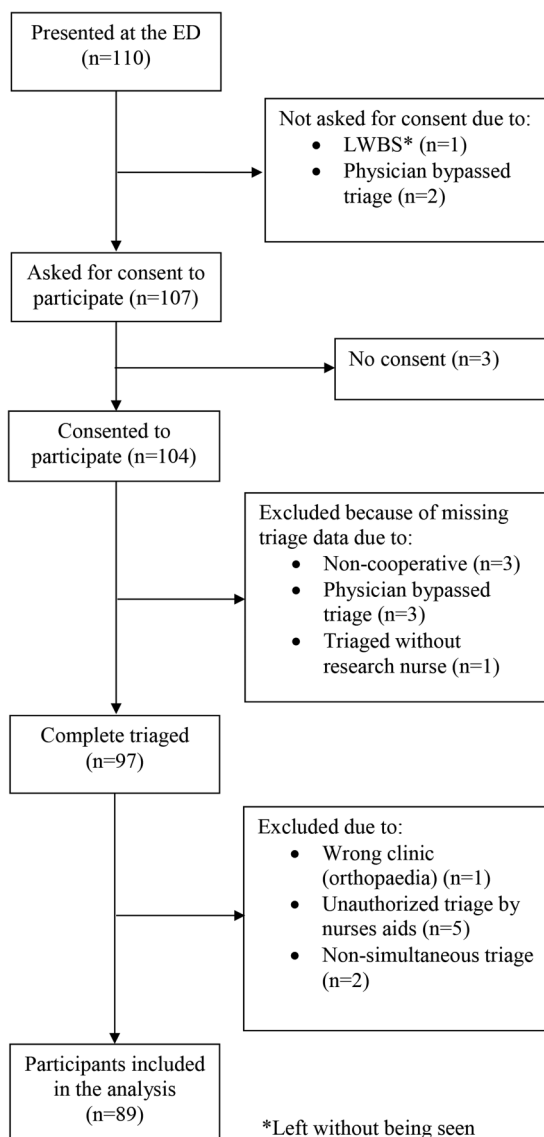 Presented at the ED
(n=110)
Not asked for consent due to:
• LWBS* (n=1)
• Physician bypassed
triage (n=2)
Asked for consent to
participate (n=107)
No consent (n=3)
Consented to
participate (n=104)
Excluded because of missing
triage data due to:
• Non-cooperative (n=3)
• Physician bypassed
triage (n=3)
• Triaged without
research nurse (n=1)
Complete triaged
(n=97)
Excluded due to:
• Wrong clinic
(orthopaedia) (n=1)
• Unauthorized triage by
nurses aids (n=5)
• Non-simultaneous triage
(n=2)
Participants included
in the analysis
(n=89)
*Left without being seen